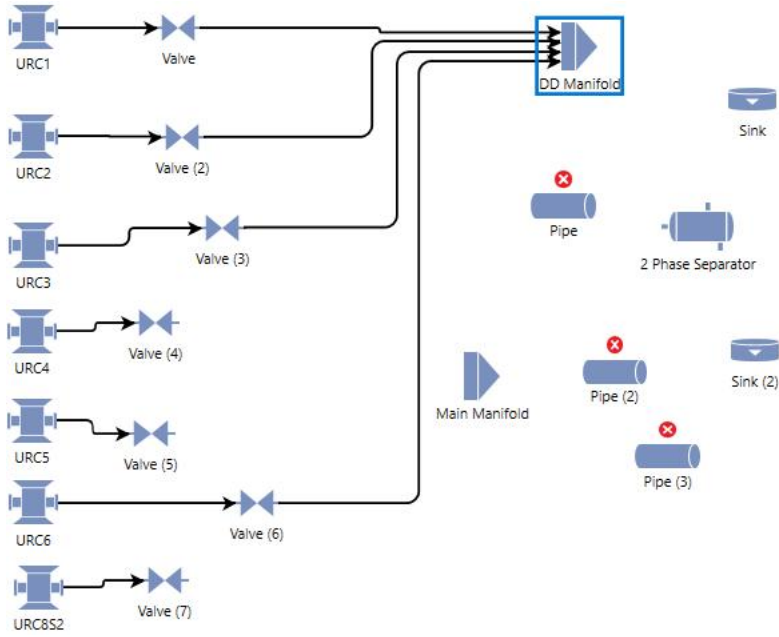 URC1
Valve
DD Manifold
Sink
URC2
Valve (2)
Pipe
2 Phase Separator
URC3
Valve (3)
URC4
Valve (4)
Main Manifold
Pipe (2)
Sink (2)
URC5
Valve (5)
Pipe (3)
URC6
Valve (6)
URC8S2
Valve (7)